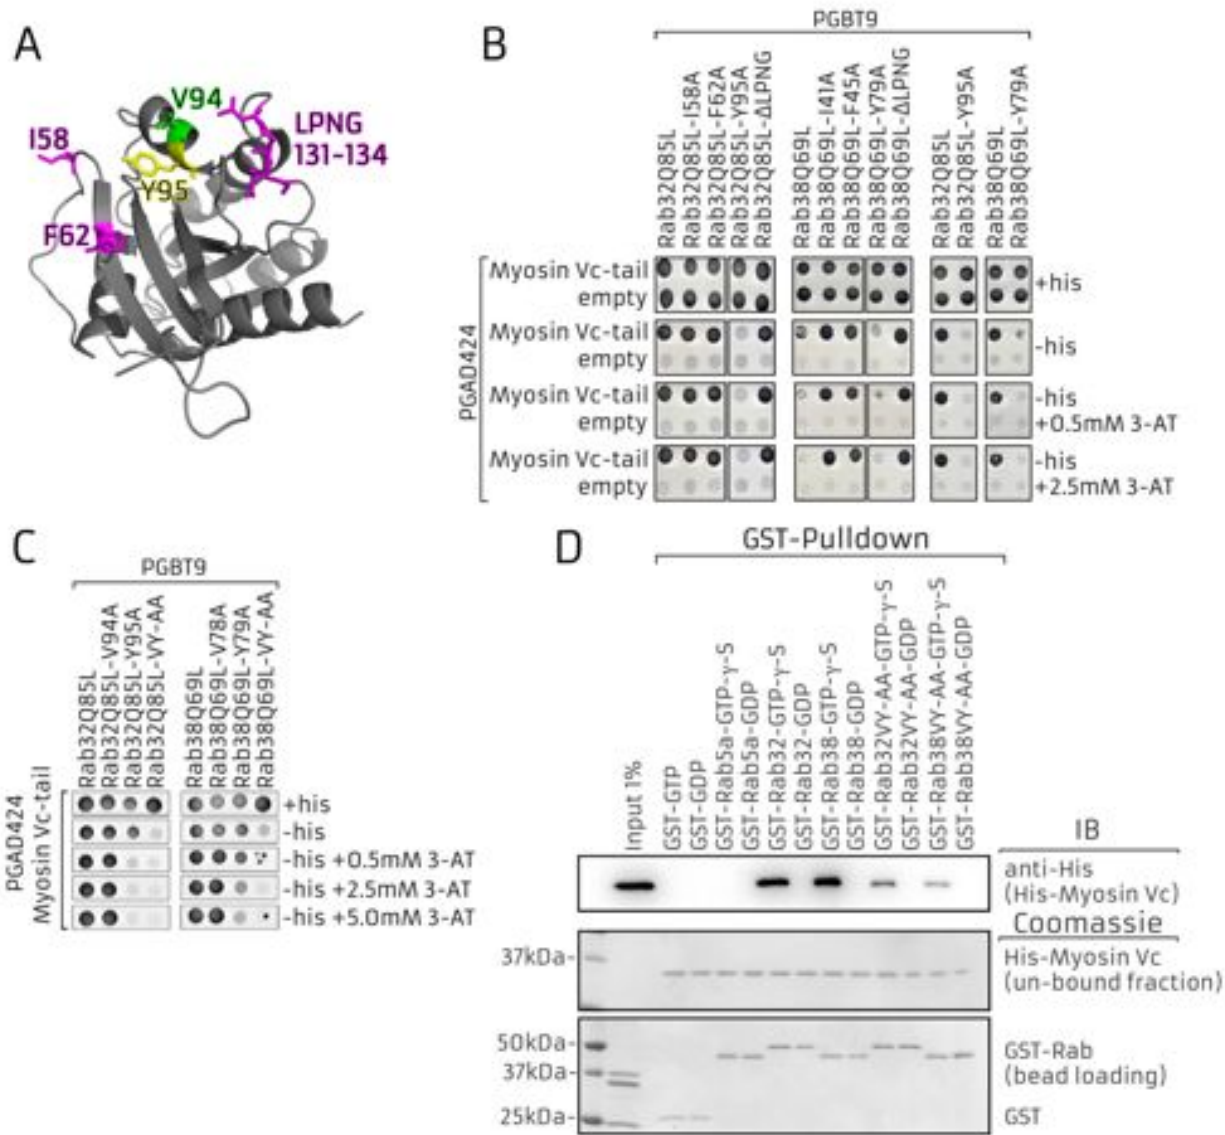 A
V94
I58
LPNG
131-134
Y95
F62
B
PGBT9
Rab32Q85L
Rab32Q85L-I58A
Rab32Q85L-F62A
Rab32Q85L-Y95A
Rab32Q85L-ΔLPNG
Rab38Q69L
Rab38Q69L-I41A
Rab38Q69L-F45A
Rab38Q69L-Y79A
Rab38Q69L-ΔLPNG
Rab32Q85L
Rab32Q85L-Y95A
Rab38Q69L
Rab38Q69L-Y79A
PGAD424
Myosin Vc-tail
empty
+his
Myosin Vc-tail
empty
-his
Myosin Vc-tail
empty
-his
+0.5mM 3-AT
Myosin Vc-tail
empty
-his
+2.5mM 3-AT
C
PGBT9
Rab32Q85L
Rab32Q85L-V94A
Rab32Q85L-Y95A
Rab32Q85L-VY-AA
Rab38Q69L
Rab38Q69L-V78A
Rab38Q69L-Y79A
Rab38Q69L-VY-AA
PGAD424
Myosin Vc-tail
+his
-his
-his +0.5mM 3-AT
-his +2.5mM 3-AT
-his +5.0mM 3-AT
D
GST-Pulldown
Input 1%
GST-GTP
GST-GDP
GST-Rab5a-GTP-γ-S
GST-Rab5a-GDP
GST-Rab32-GTP-γ-S
GST-Rab32-GDP
GST-Rab38-GTP-γ-S
GST-Rab38-GDP
GST-Rab32VY-AA-GTP-γ-S
GST-Rab32VY-AA-GDP
GST-Rab38VY-AA-GTP-γ-S
GST-Rab38VY-AA-GDP
IB
anti-His
(His-Myosin Vc)
Coomassie
37kDa-
His-Myosin Vc
(un-bound fraction)
50kDa-
37kDa-
25kDa-
GST-Rab
(bead loading)
GST